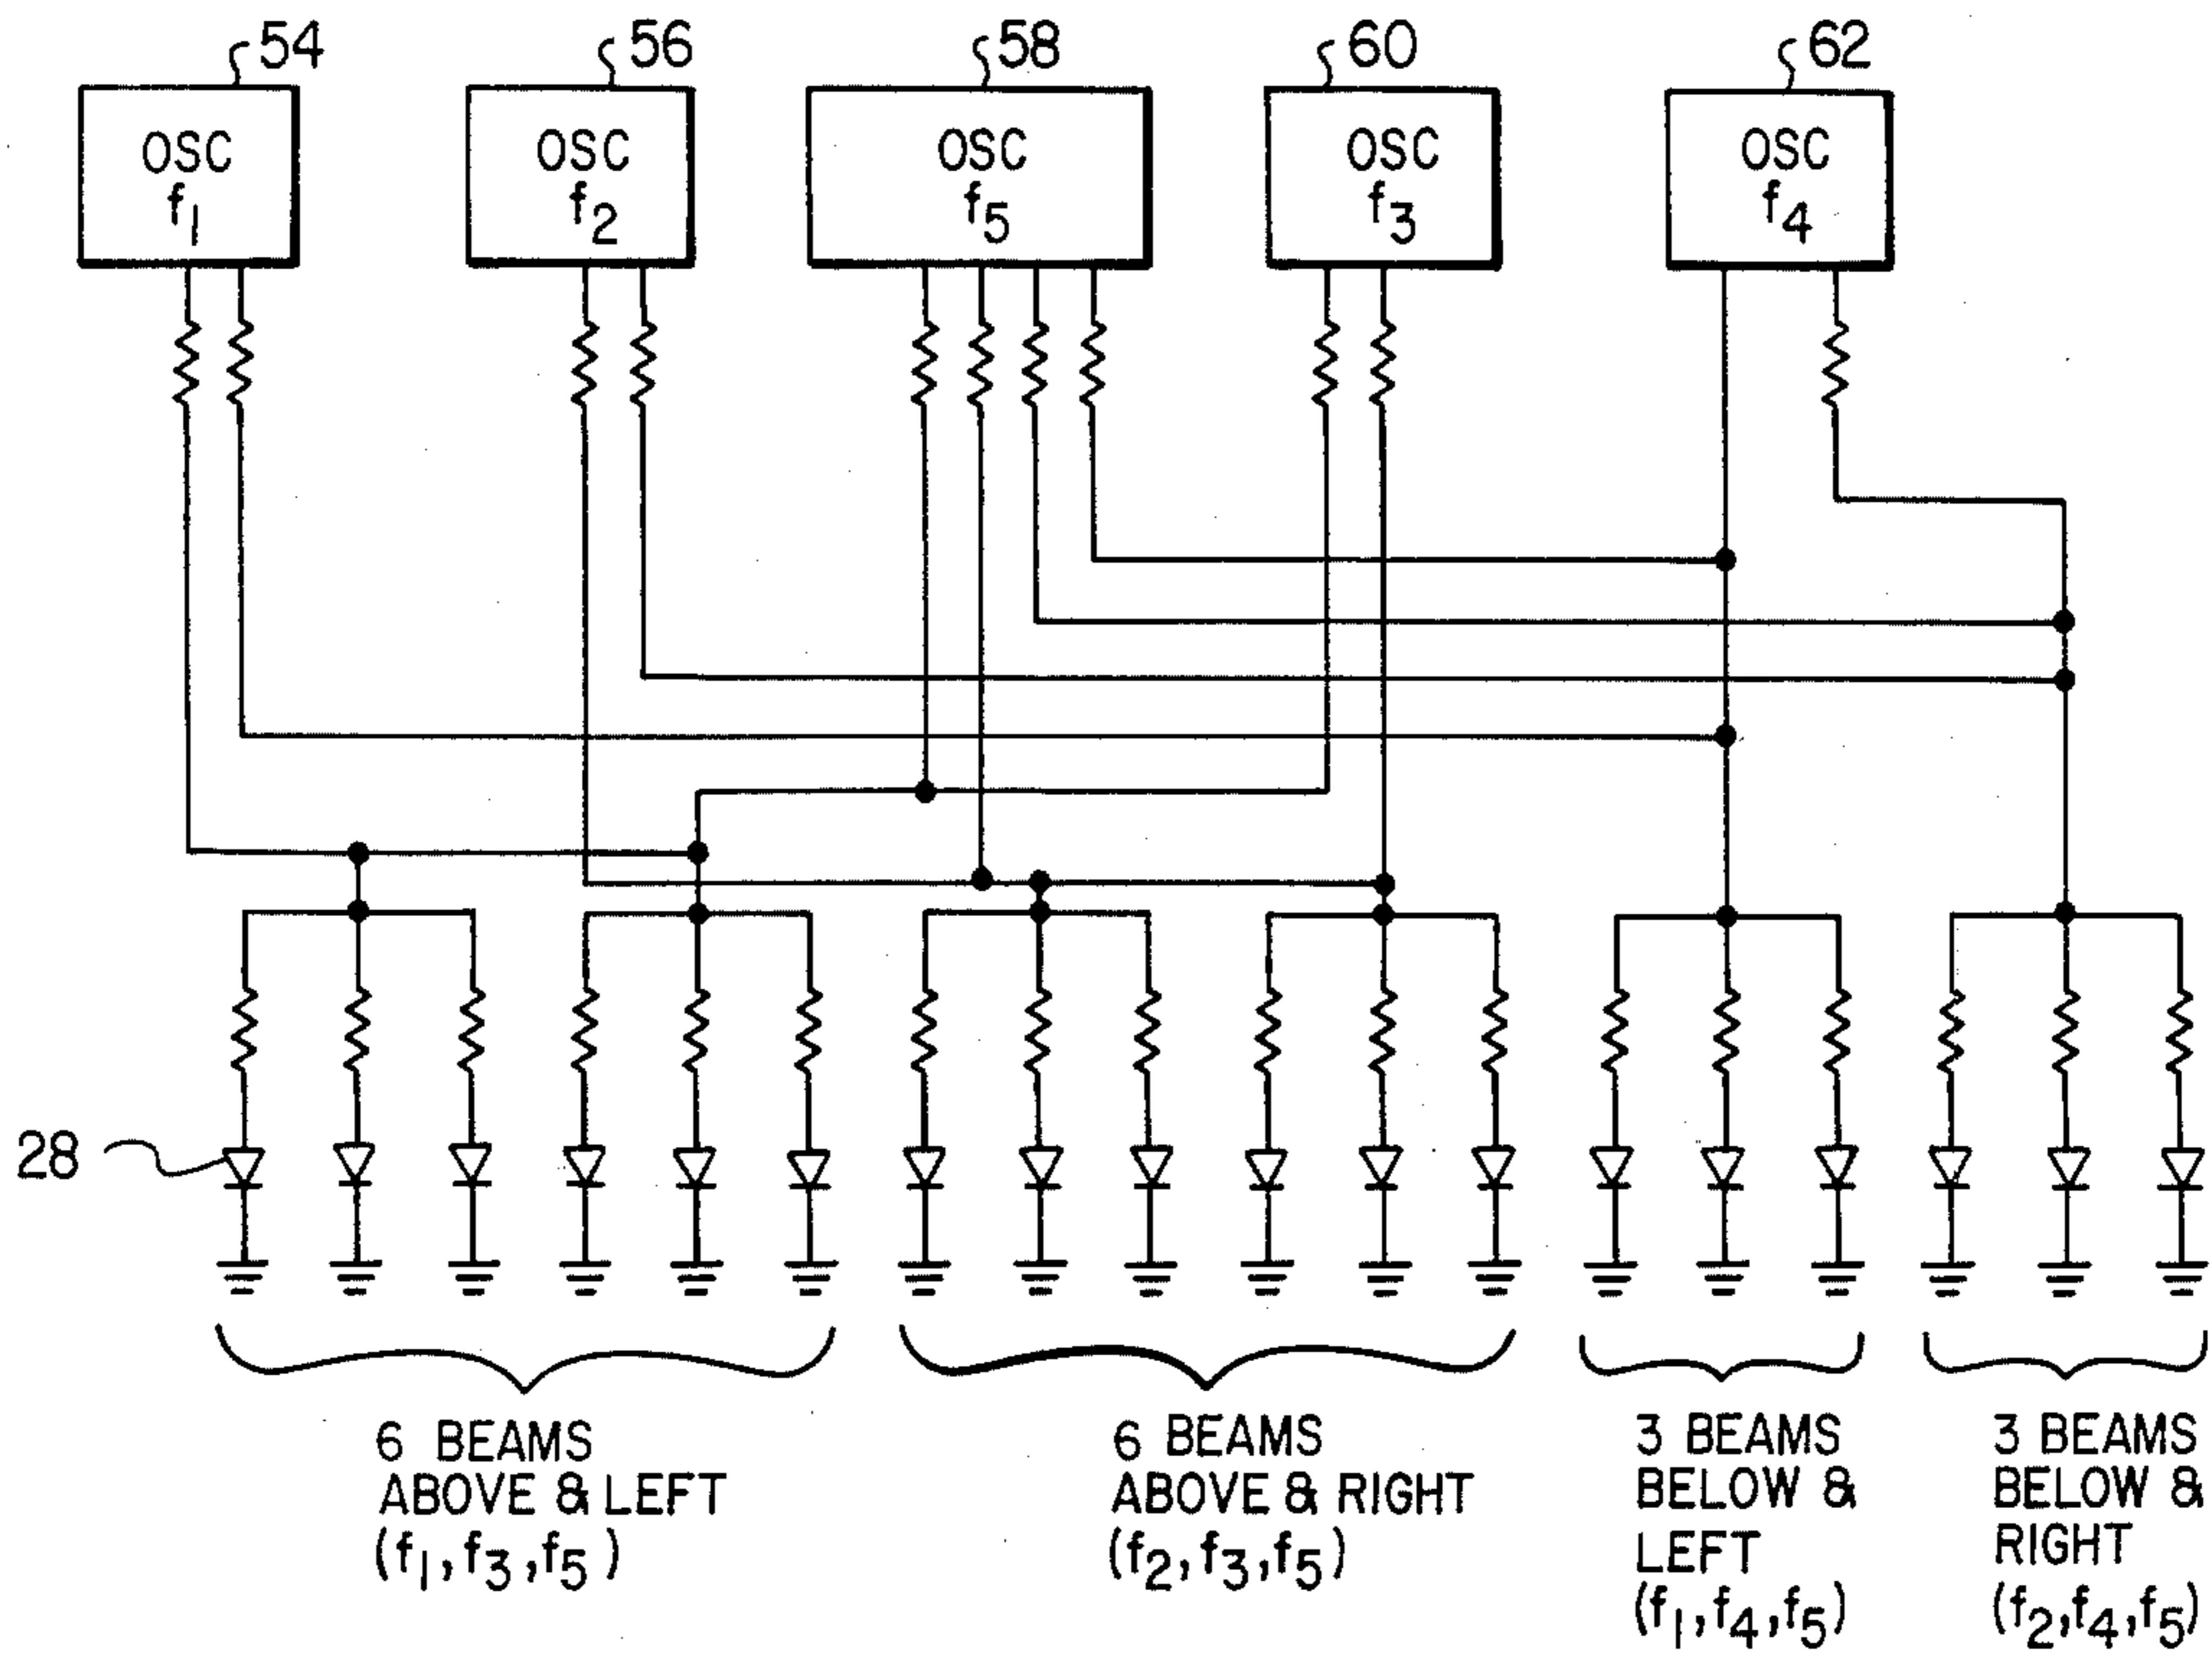 54
56
58
60
62
OSC
f1
OSC
f2
OSC
f5
OSC
f3
OSC
f4
28
6 BEAMS
ABOVE & LEFT
(f1,f3,f5)
6 BEAMS
ABOVE & RIGHT
(f2,f3,f5)
3 BEAMS
BELOW &
LEFT
(f1,f4,f5)
3 BEAMS
BELOW &
RIGHT
(f2,f4,f5)